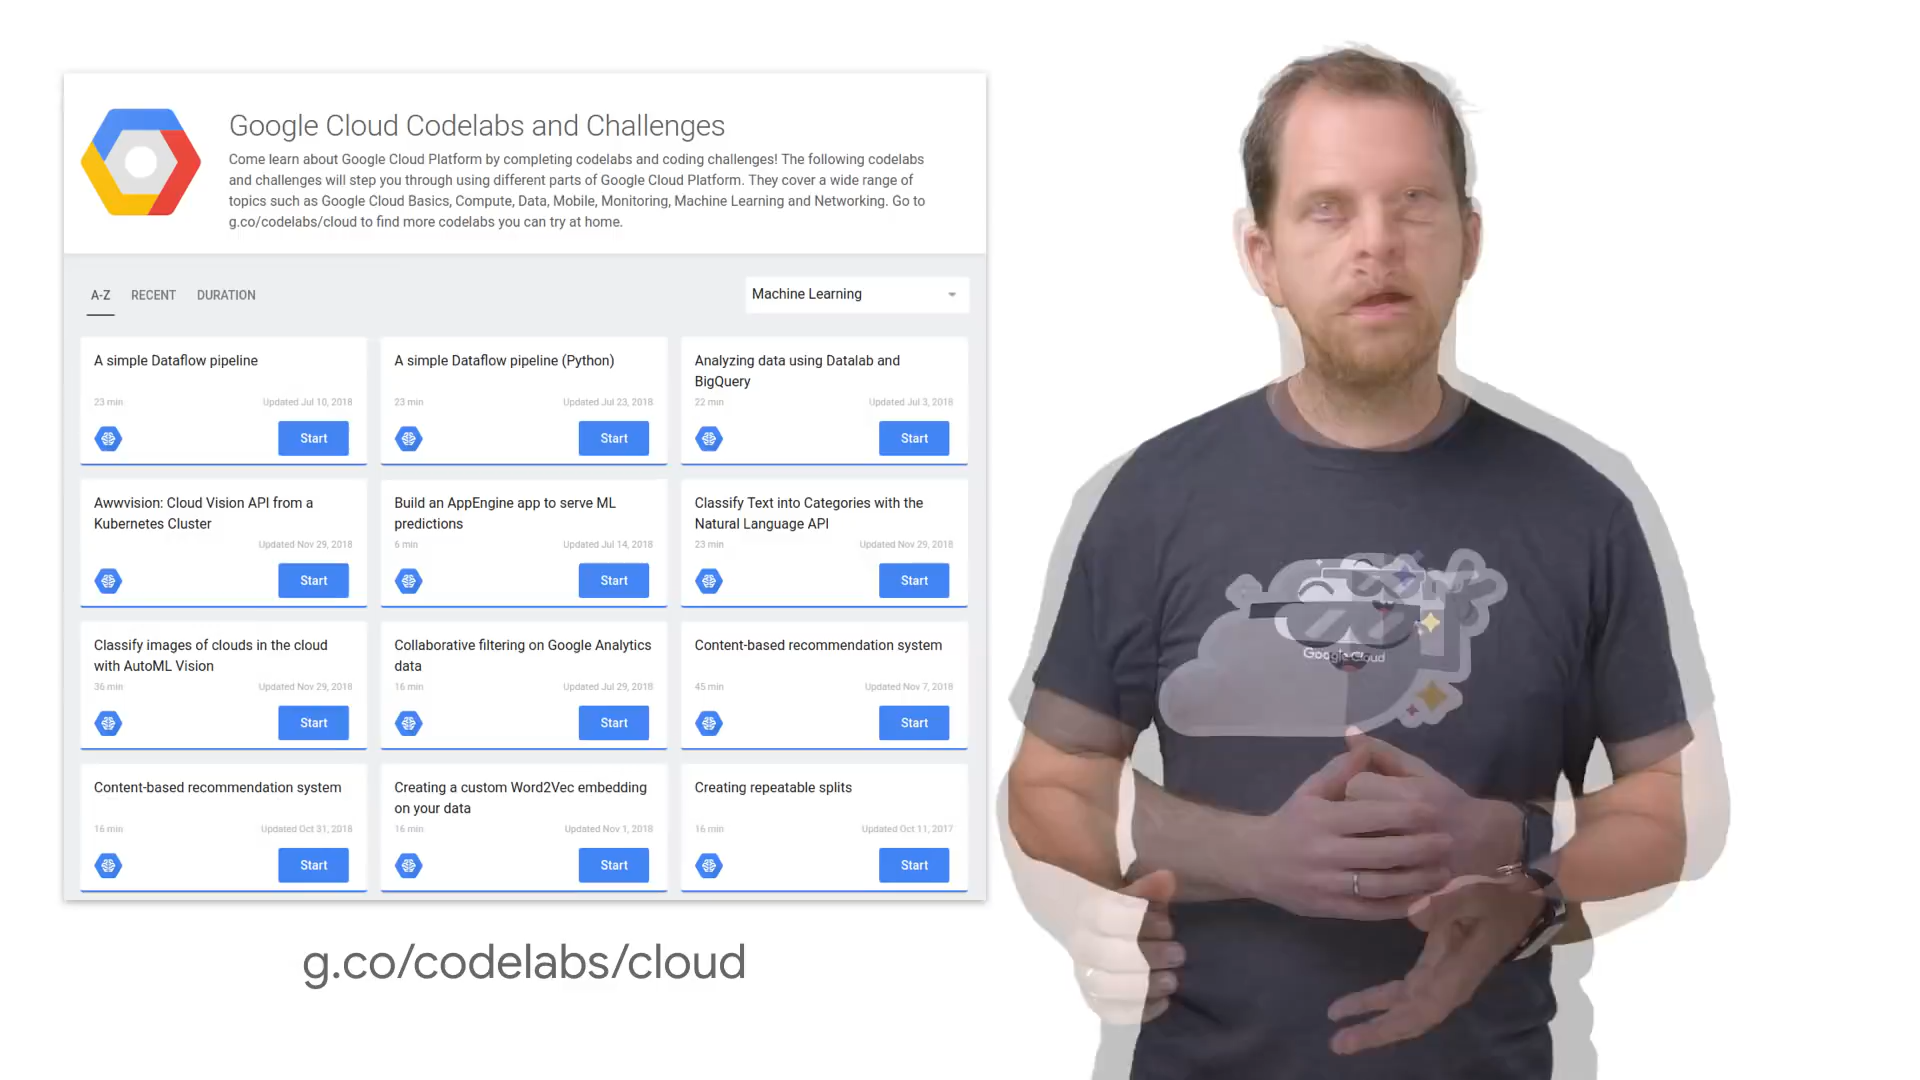 Google Cloud Codelabs and Challenges
Come learn about Google Cloud Platform by completing codelabs and coding challenges! The following codelabs
and challenges will step you through using different parts of Google Cloud Platform. They cover a wide range of
topics such as Google Cloud Basics, Compute, Data, Mobile, Monitoring, Machine Learning and Networking. Go to
g.co/codelabs/cloud to find more codelabs you can try at home.
A-Z RECENT DURATION Machine Learning
A simple Dataflow pipeline
23 min Updated Jul 10, 2018
Start
A simple Dataflow pipeline (Python)
23 min Updated Jul 23, 2018
Start
Analyzing data using Datalab and
BigQuery
22 min Updated Jul 3, 2018
Start
Awwvision: Cloud Vision API from a
Kubernetes Cluster
Updated Nov 29, 2018
Start
Build an AppEngine app to serve ML
predictions
6 min Updated Jul 14, 2018
Start
Classify Text into Categories with the
Natural Language API
23 min Updated Nov 29, 2018
Start
Classify images of clouds in the cloud
with AutoML Vision
36 min Updated Nov 29, 2018
Start
Collaborative filtering on Google Analytics
data
16 min Updated Jul 29, 2018
Start
Content-based recommendation system
45 min Updated Nov 7, 2018
Start
Content-based recommendation system
16 min Updated Oct 31, 2018
Start
Creating a custom Word2Vec embedding
on your data
16 min Updated Nov 1, 2018
Start
Creating repeatable splits
16 min Updated Oct 11, 2017
Start
g.co/codelabs/cloud
Google Cloud